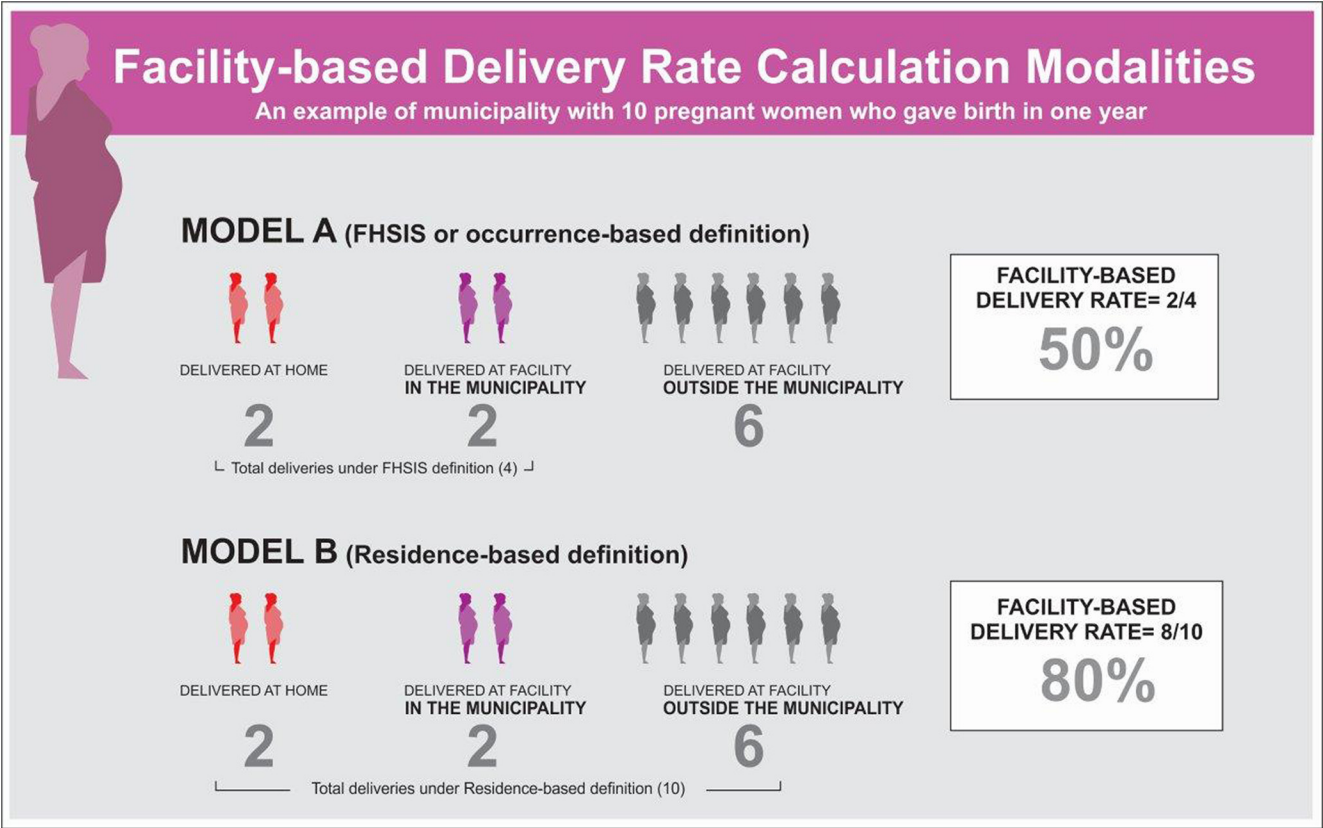 Facility-based Delivery Rate Calculation Modalities
An example of municipality with 10 pregnant women who gave birth in one year
MODEL A (FHSIS or occurrence-based definition)
DELIVERED AT HOME
2
DELIVERED AT FACILITY
IN THE MUNICIPALITY
2
DELIVERED AT FACILITY
OUTSIDE THE MUNICIPALITY
6
Total deliveries under FHSIS definition (4)
FACILITY-BASED
DELIVERY RATE= 2/4
50%
MODEL B (Residence-based definition)
DELIVERED AT HOME
2
DELIVERED AT FACILITY
IN THE MUNICIPALITY
2
DELIVERED AT FACILITY
OUTSIDE THE MUNICIPALITY
6
Total deliveries under Residence-based definition (10)
FACILITY-BASED
DELIVERY RATE= 8/10
80%